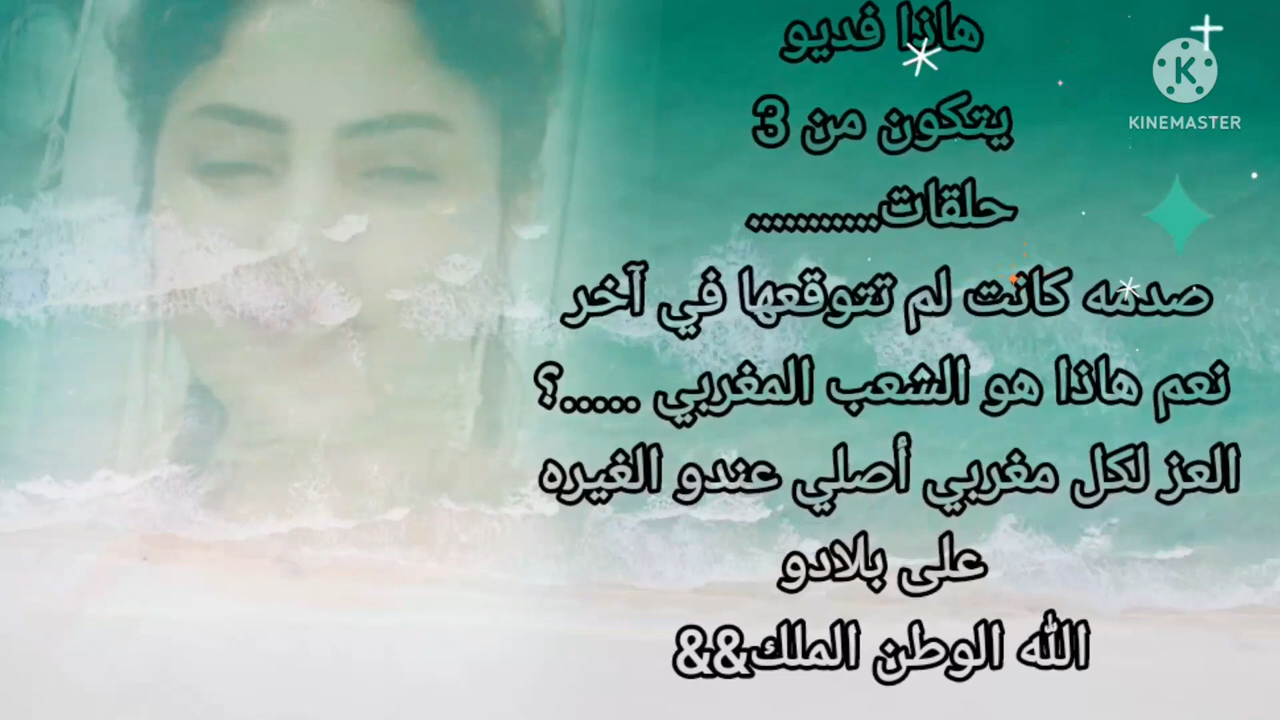 هاذا فديو
يتكون من 3
حلقات............
صدمه كانت لم تتوقعها في آخر
نعم هاذا هو الشعب المغربي .....؟
العز لكل مغربي أصلي عندو الغيره
على بلادو
الله الوطن الملك&&
KINEMASTER